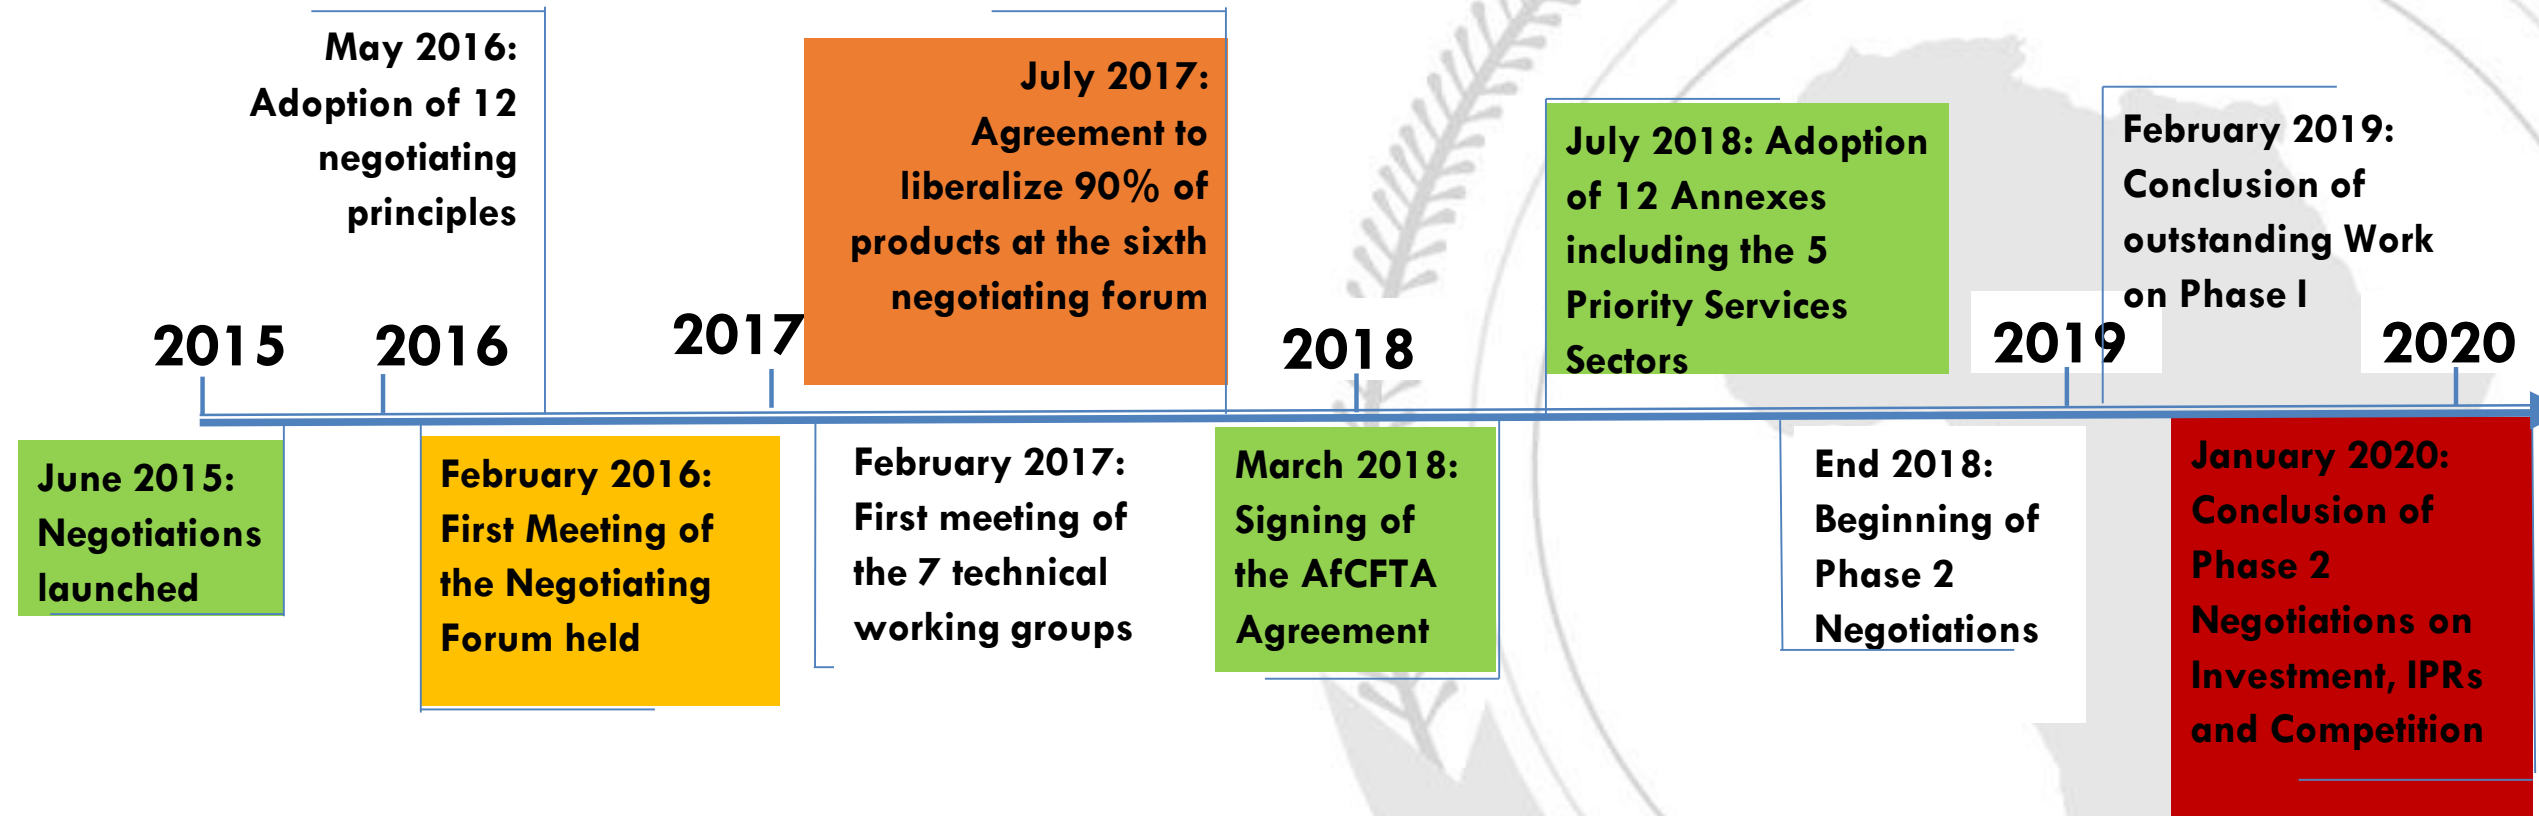 May 2016:
Adoption of 12
negotiating
principles
July 2017:
Agreement to
liberalize 90% of
products at the sixth
negotiating forum
July 2018: Adoption
of 12 Annexes
including the 5
Priority Services
Sectors
February 2019:
Conclusion of
outstanding Work
on Phase I
2015
2016
2017
2018
2019
2020
June 2015:
Negotiations
launched
February 2016:
First Meeting of
the Negotiating
Forum held
February 2017:
First meeting of
the 7 technical
working groups
March 2018:
Signing of
the AfCFTA
Agreement
End 2018:
Beginning of
Phase 2
Negotiations
January 2020:
Conclusion of
Phase 2
Negotiations on
Investment, IPRs
and Competition